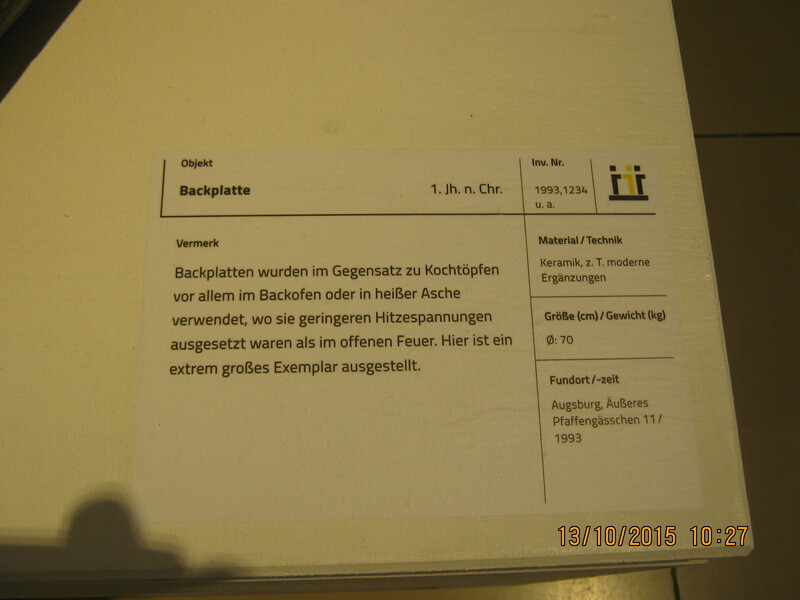 Objekt
Backplatte
1. Jh. n. Chr.
Inv. Nr.
1993,1234
u. a.
Vermerk
Backplatten wurden im Gegensatz zu Kochtöpfen
vor allem im Backofen oder in heißer Asche
verwendet, wo sie geringeren Hitzespannungen
ausgesetzt waren als im offenen Feuer. Hier ist ein
extrem großes Exemplar ausgestellt.
Material / Technik
Keramik, z. T. moderne
Ergänzungen
Größe (cm) / Gewicht (kg)
Ø: 70
Fundort /-zeit
Augsburg, Äußeres
Pfaffengässchen 11 /
1993
13/10/2015 10:27